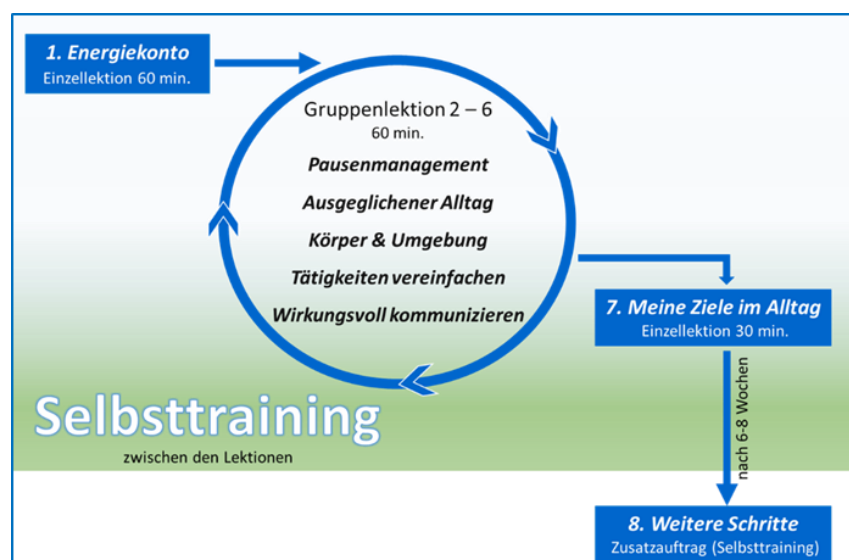 1. Energiekonto
Einzellektion 60 min.
Gruppenlektion 2 – 6
60 min.
Pausenmanagement
Ausgeglichener Alltag
Körper & Umgebung
Tätigkeiten vereinfachen
Wirkungsvoll kommunizieren
7. Meine Ziele im Alltag
Einzellektion 30 min.
nach 6-8 Wochen
Selbsttraining
zwischen den Lektionen
8. Weitere Schritte
Zusatzauftrag (Selbsttraining)